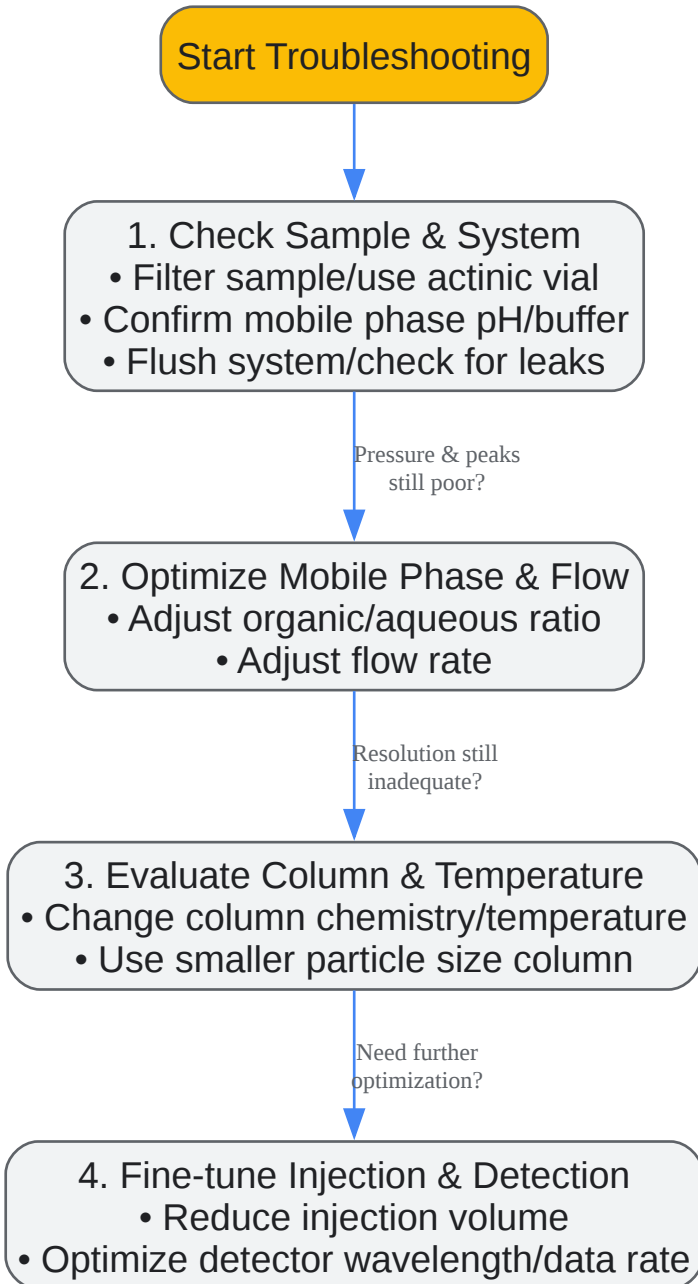 Start Troubleshooting
1. Check Sample & System
• Filter sample/use actinic vial
• Confirm mobile phase pH/buffer
• Flush system/check for leaks
Pressure & peaks
still poor?
2. Optimize Mobile Phase & Flow
• Adjust organic/aqueous ratio
• Adjust flow rate
Resolution still
inadequate?
3. Evaluate Column & Temperature
• Change column chemistry/temperature
• Use smaller particle size column
Need further
optimization?
4. Fine-tune Injection & Detection
• Reduce injection volume
• Optimize detector wavelength/data rate